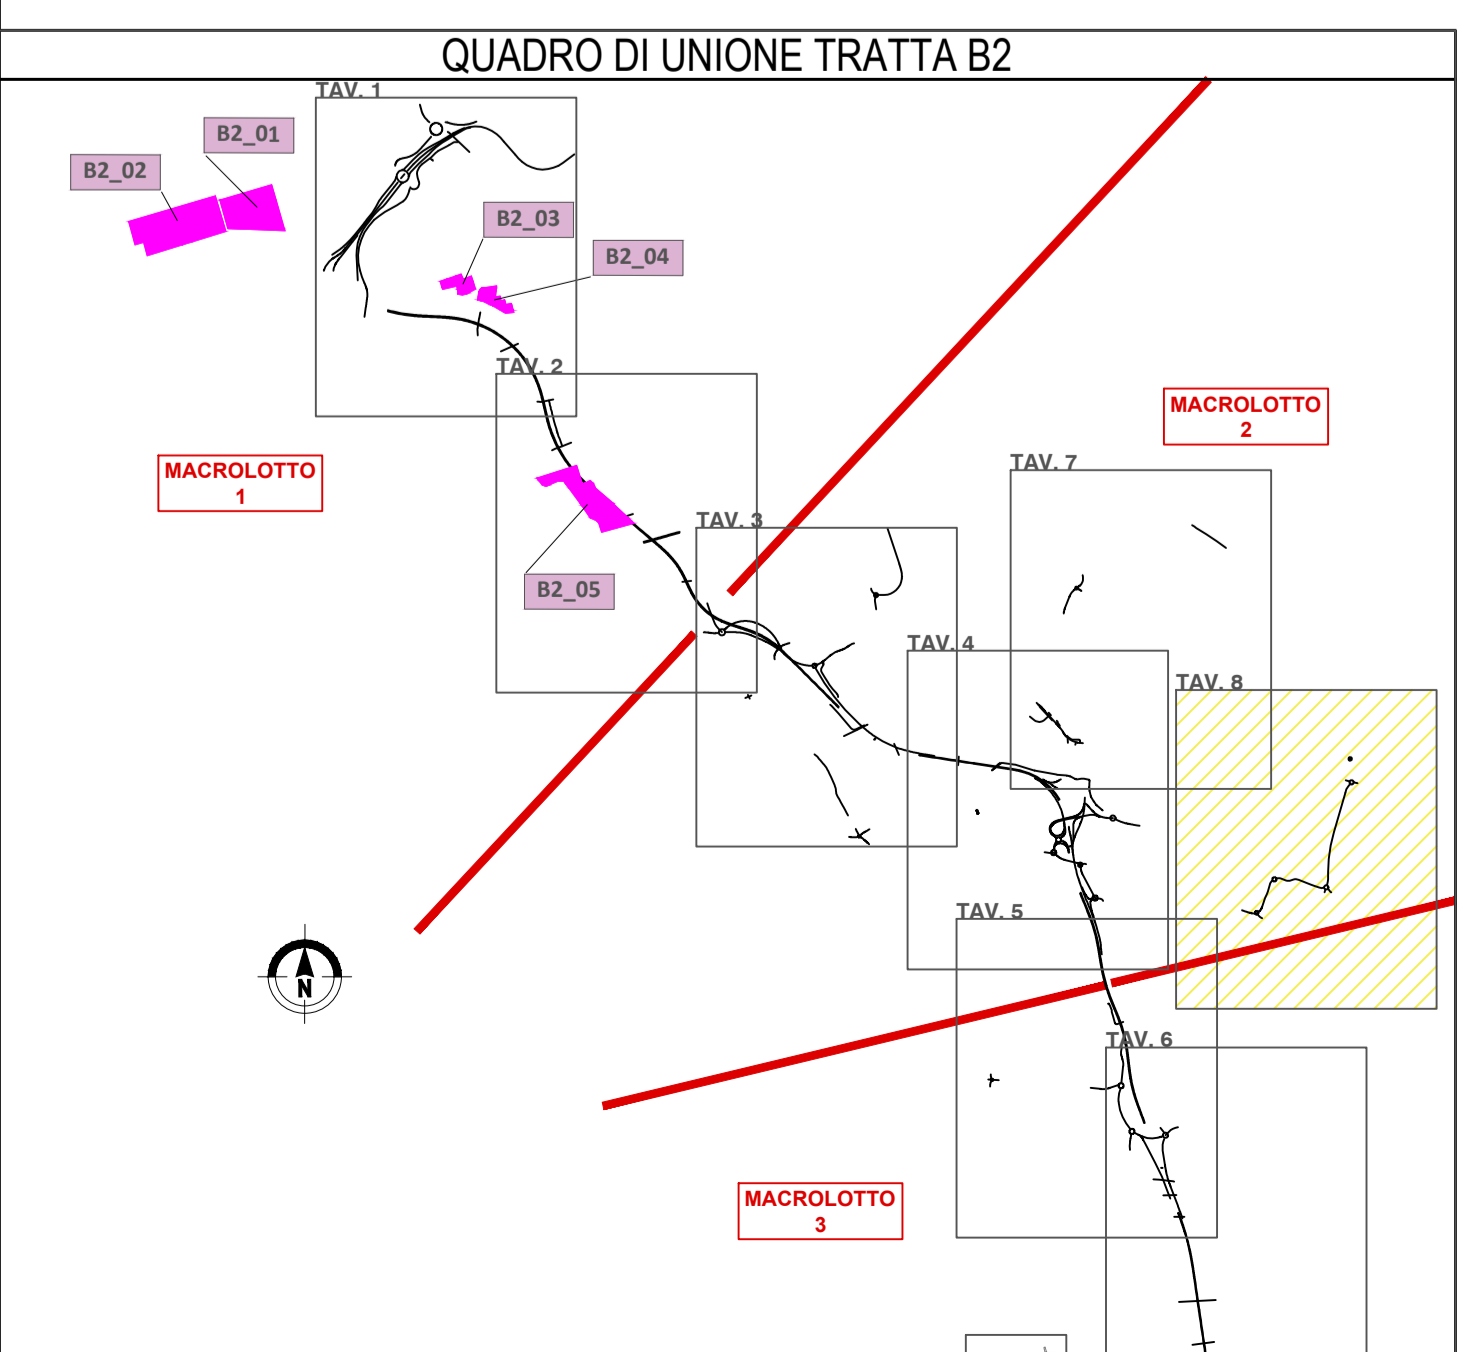 QUADRO DI UNIONE TRATTA B2
TAV. 1
B2_01
B2_02
B2_03
B2_04
TAV. 2
MACROLOTTO
2
MACROLOTTO
1
TAV. 7
TAV. 3
B2_05
TAV. 4
TAV. 8
TAV. 5
N
TAV. 6
MACROLOTTO
3